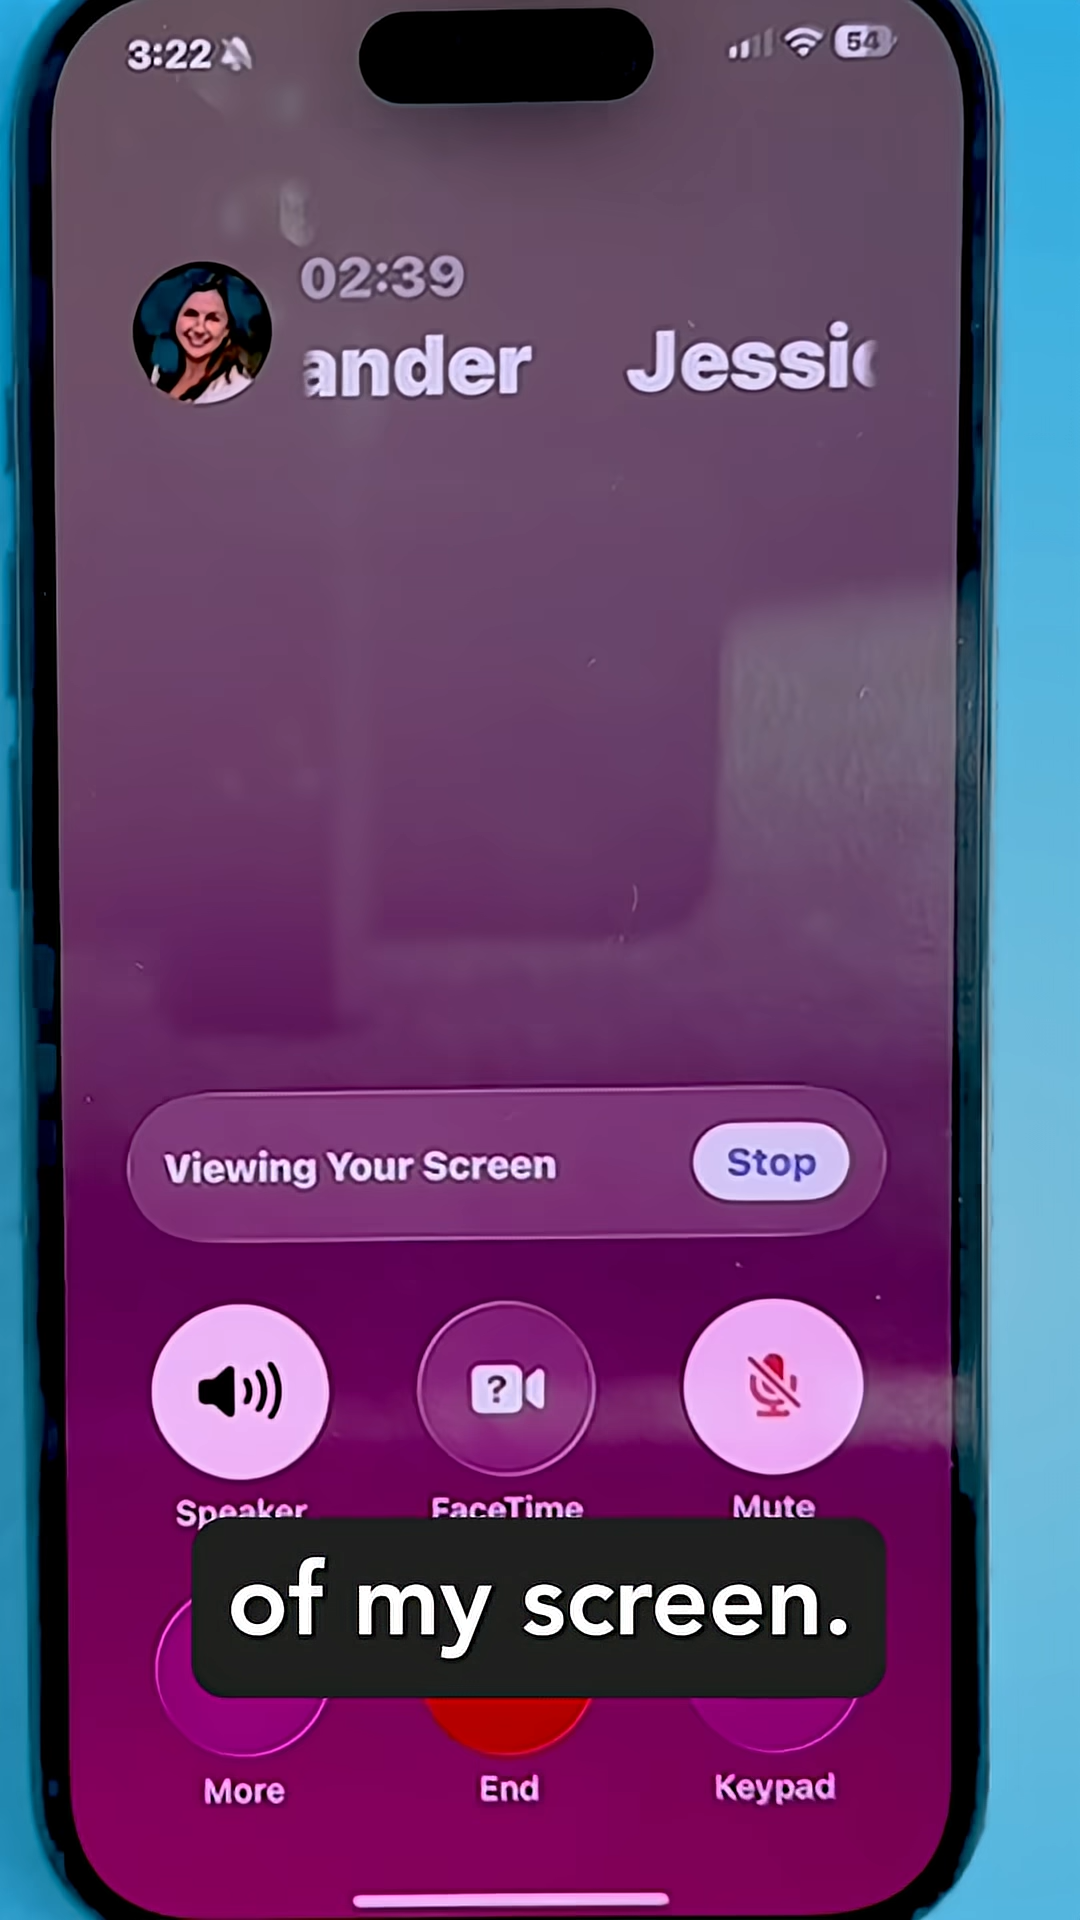 3:22
54
02:39
ander Jessic
Viewing Your Screen
Stop
Speaker
FaceTime
Mute
of my screen.
More
End
Keypad